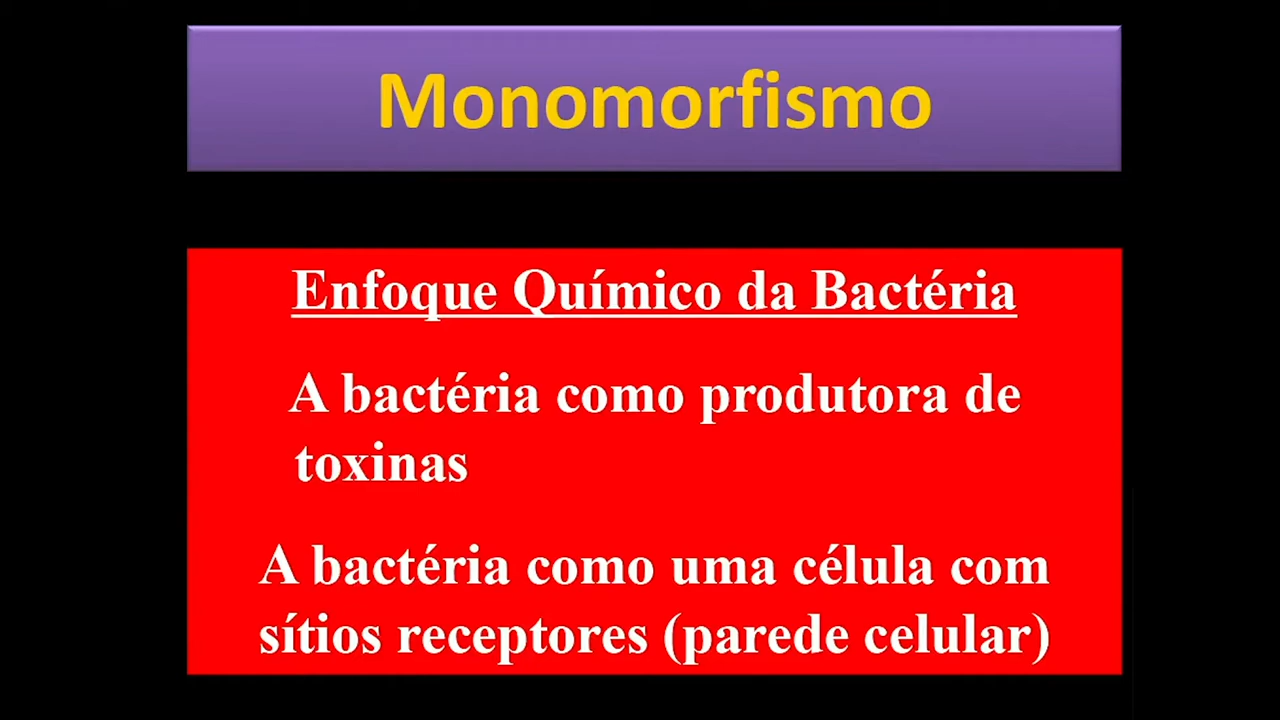 Monomorfismo
Enfoque Químico da Bactéria
A bactéria como produtora de
toxinas
A bactéria como uma célula com
sítios receptores (parede celular)